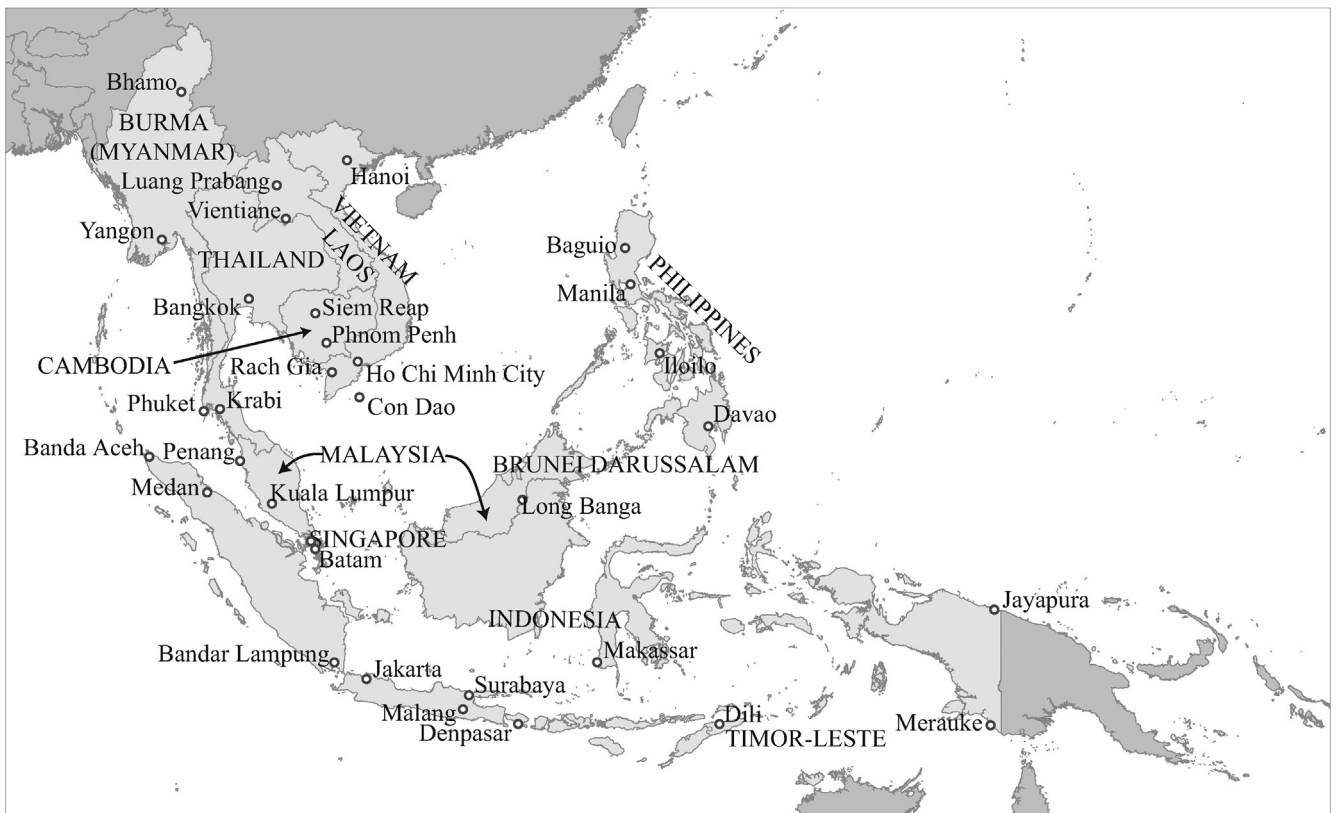 Bhamo
BURMA
(MYANMAR)
Hanoi
Luang Prabang
Vientiane
VIETNAM
Yangon
LAOS
THAILAND
Baguio
PHILIPPINES
Manila
Bangkok
Siem Reap
Phnom Penh
CAMBODIA
Rach Gia
Ho Chi Minh City
Iloilo
Con Dao
Phuket
Krabi
Davao
Banda Aceh
Penang
MALAYSIA
BRUNEI DARUSSALAM
Medan
Kuala Lumpur
Long Banga
SINGAPORE
Batam
Jayapura
INDONESIA
Bandar Lampung
Makassar
Jakarta
Surabaya
Malang
Denpasar
Dili
TIMOR-LESTE
Merauke